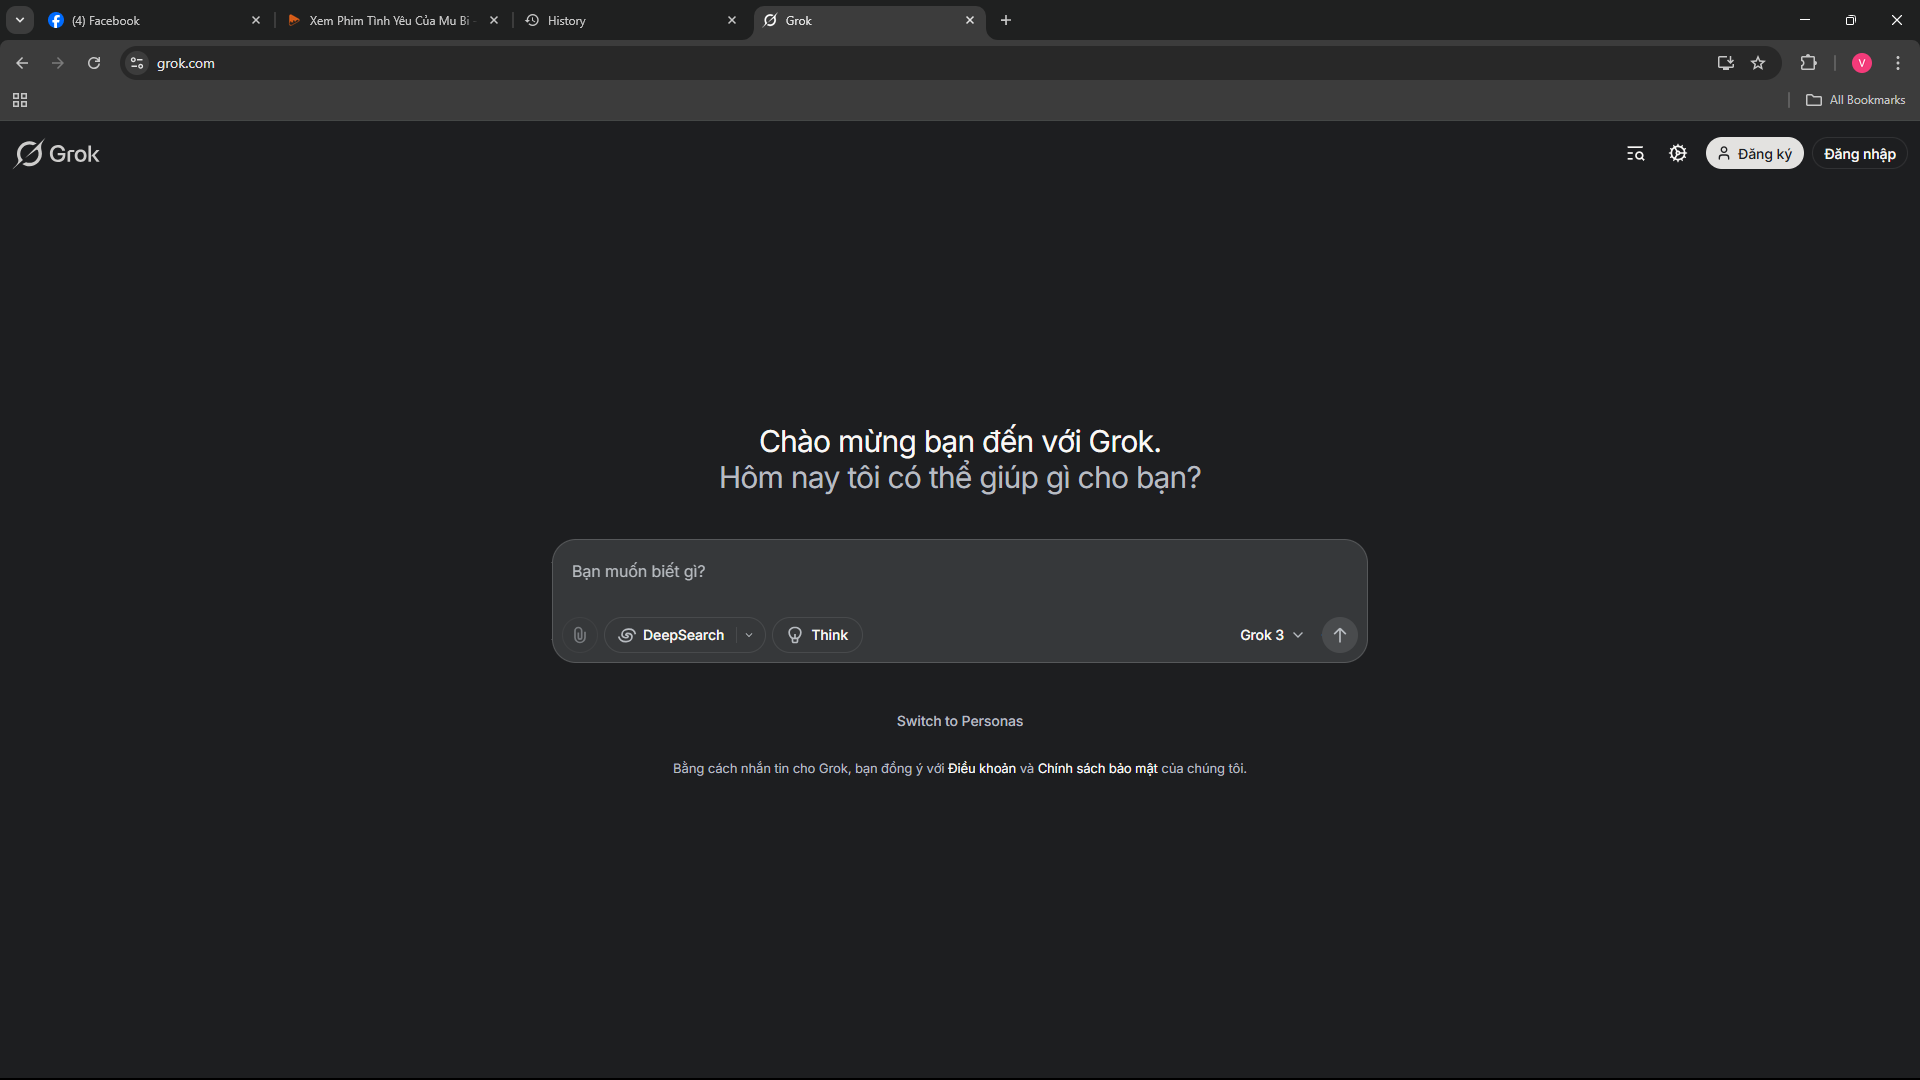 (4) Facebook
Xem Phim Tình Yêu Của Mu Bi
History
Grok
grok.com
V
All Bookmarks
Grok
Đăng ký
Đăng nhập
Chào mừng bạn đến với Grok.
Hôm nay tôi có thể giúp gì cho bạn?
Bạn muốn biết gì?
DeepSearch
Think
Grok 3
Switch to Personas
Bằng cách nhắn tin cho Grok, bạn đồng ý với Điều khoản và Chính sách bảo mật của chúng tôi.